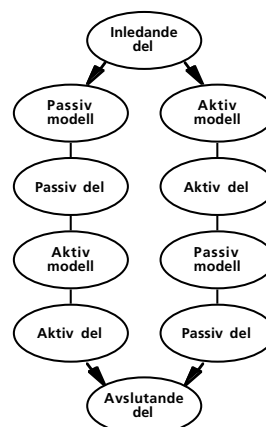 Inledande
del
Passiv
modell
Aktiv
modell
Passiv del
Aktiv del
Aktiv
modell
Passiv
modell
Aktiv del
Passiv del
Avslutande
del